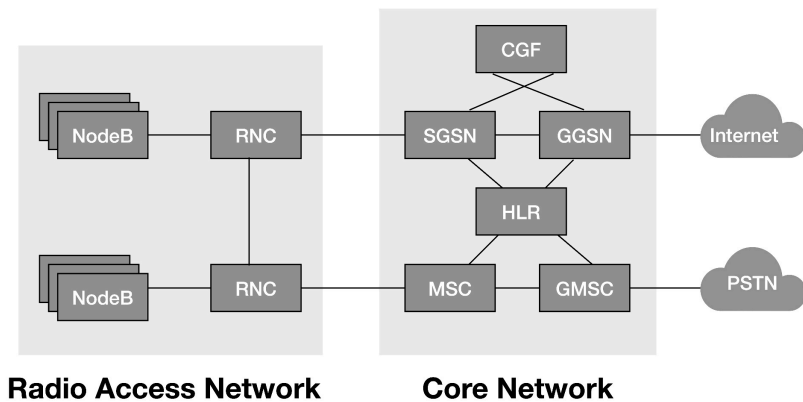 CGF
NodeB
RNC
SGSN
GGSN
Internet
HLR
NodeB
RNC
MSC
GMSC
PSTN
Radio Access Network
Core Network